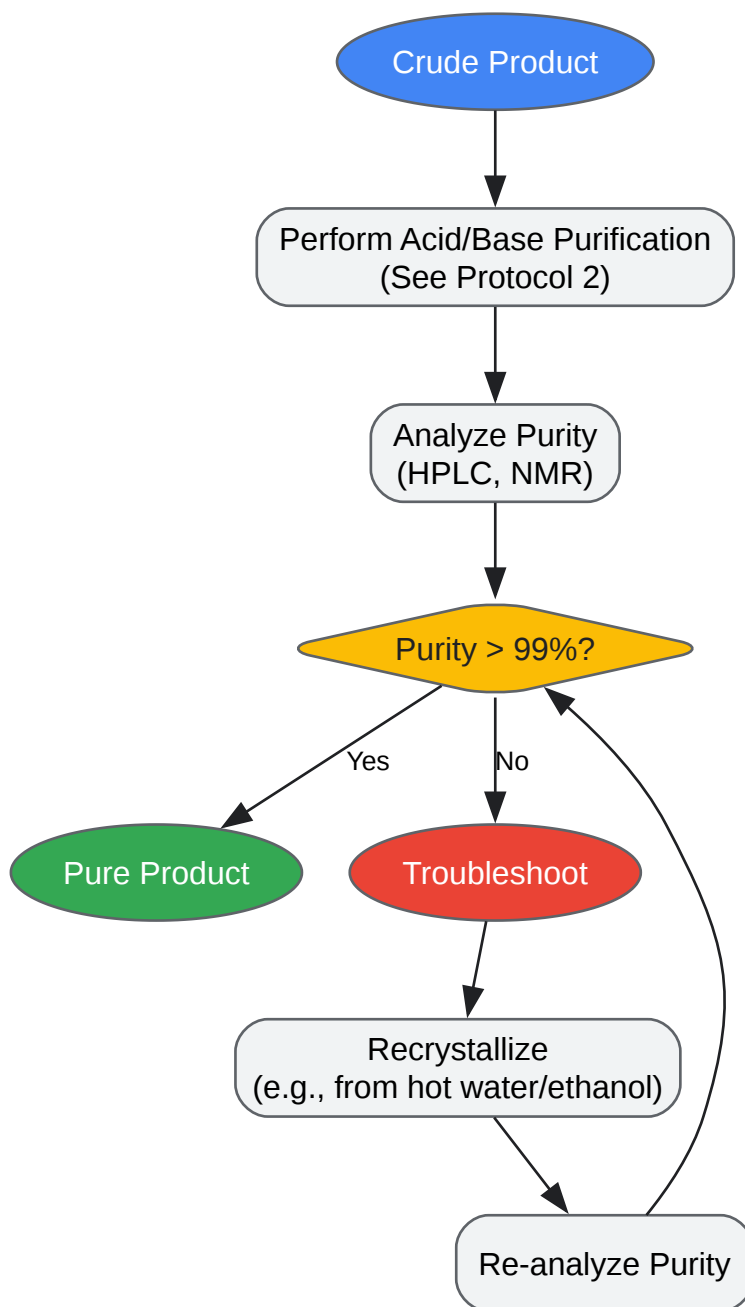 Crude Product
Perform Acid/Base Purification
(See Protocol 2)
Analyze Purity
(HPLC, NMR)
Purity > 99%?
Yes
No
Pure Product
Troubleshoot
Recrystallize
(e.g., from hot water/ethanol)
Re-analyze Purity